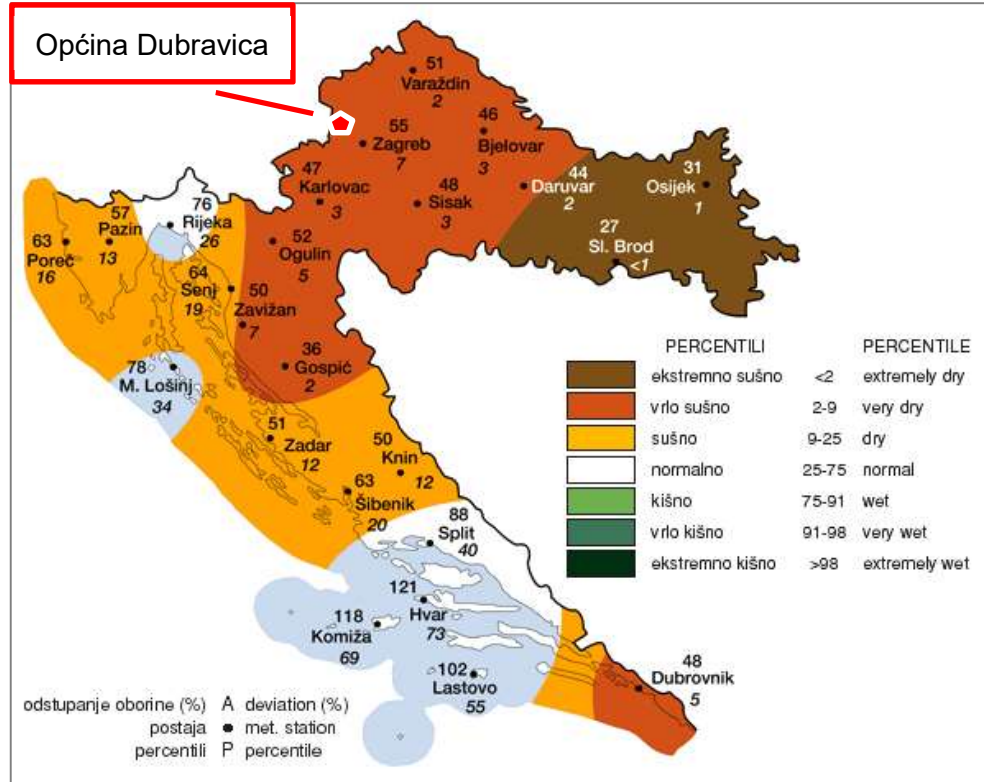 Općina Dubravica
51
Varaždin
2
46
Bjelovar
3
55
Zagreb
7
47
Karlovac
3
48
Sisak
3
44
Daruvar
2
31
Osijek
1
27
Sl. Brod
<1
76
Rijeka
26
57
Pazin
13
63
Poreč
16
52
Ogulin
5
64
Senj
19
50
Zavižan
7
36
Gospić
2
78
M. Lošinj
34
51
Zadar
12
50
Knin
12
63
Šibenik
20
88
Split
40
121
Hvar
73
118
Komiža
69
102
Lastovo
55
48
Dubrovnik
5
PERCENTILI PERCENTILE
ekstremno sušno <2 extremely dry
vrlo sušno 2-9 very dry
sušno 9-25 dry
normalno 25-75 normal
kišno 75-91 wet
vrlo kišno 91-98 very wet
ekstremno kišno >98 extremely wet
odstupanje oborine (%) A deviation (%)
postaja ● met. station
percentili P percentile